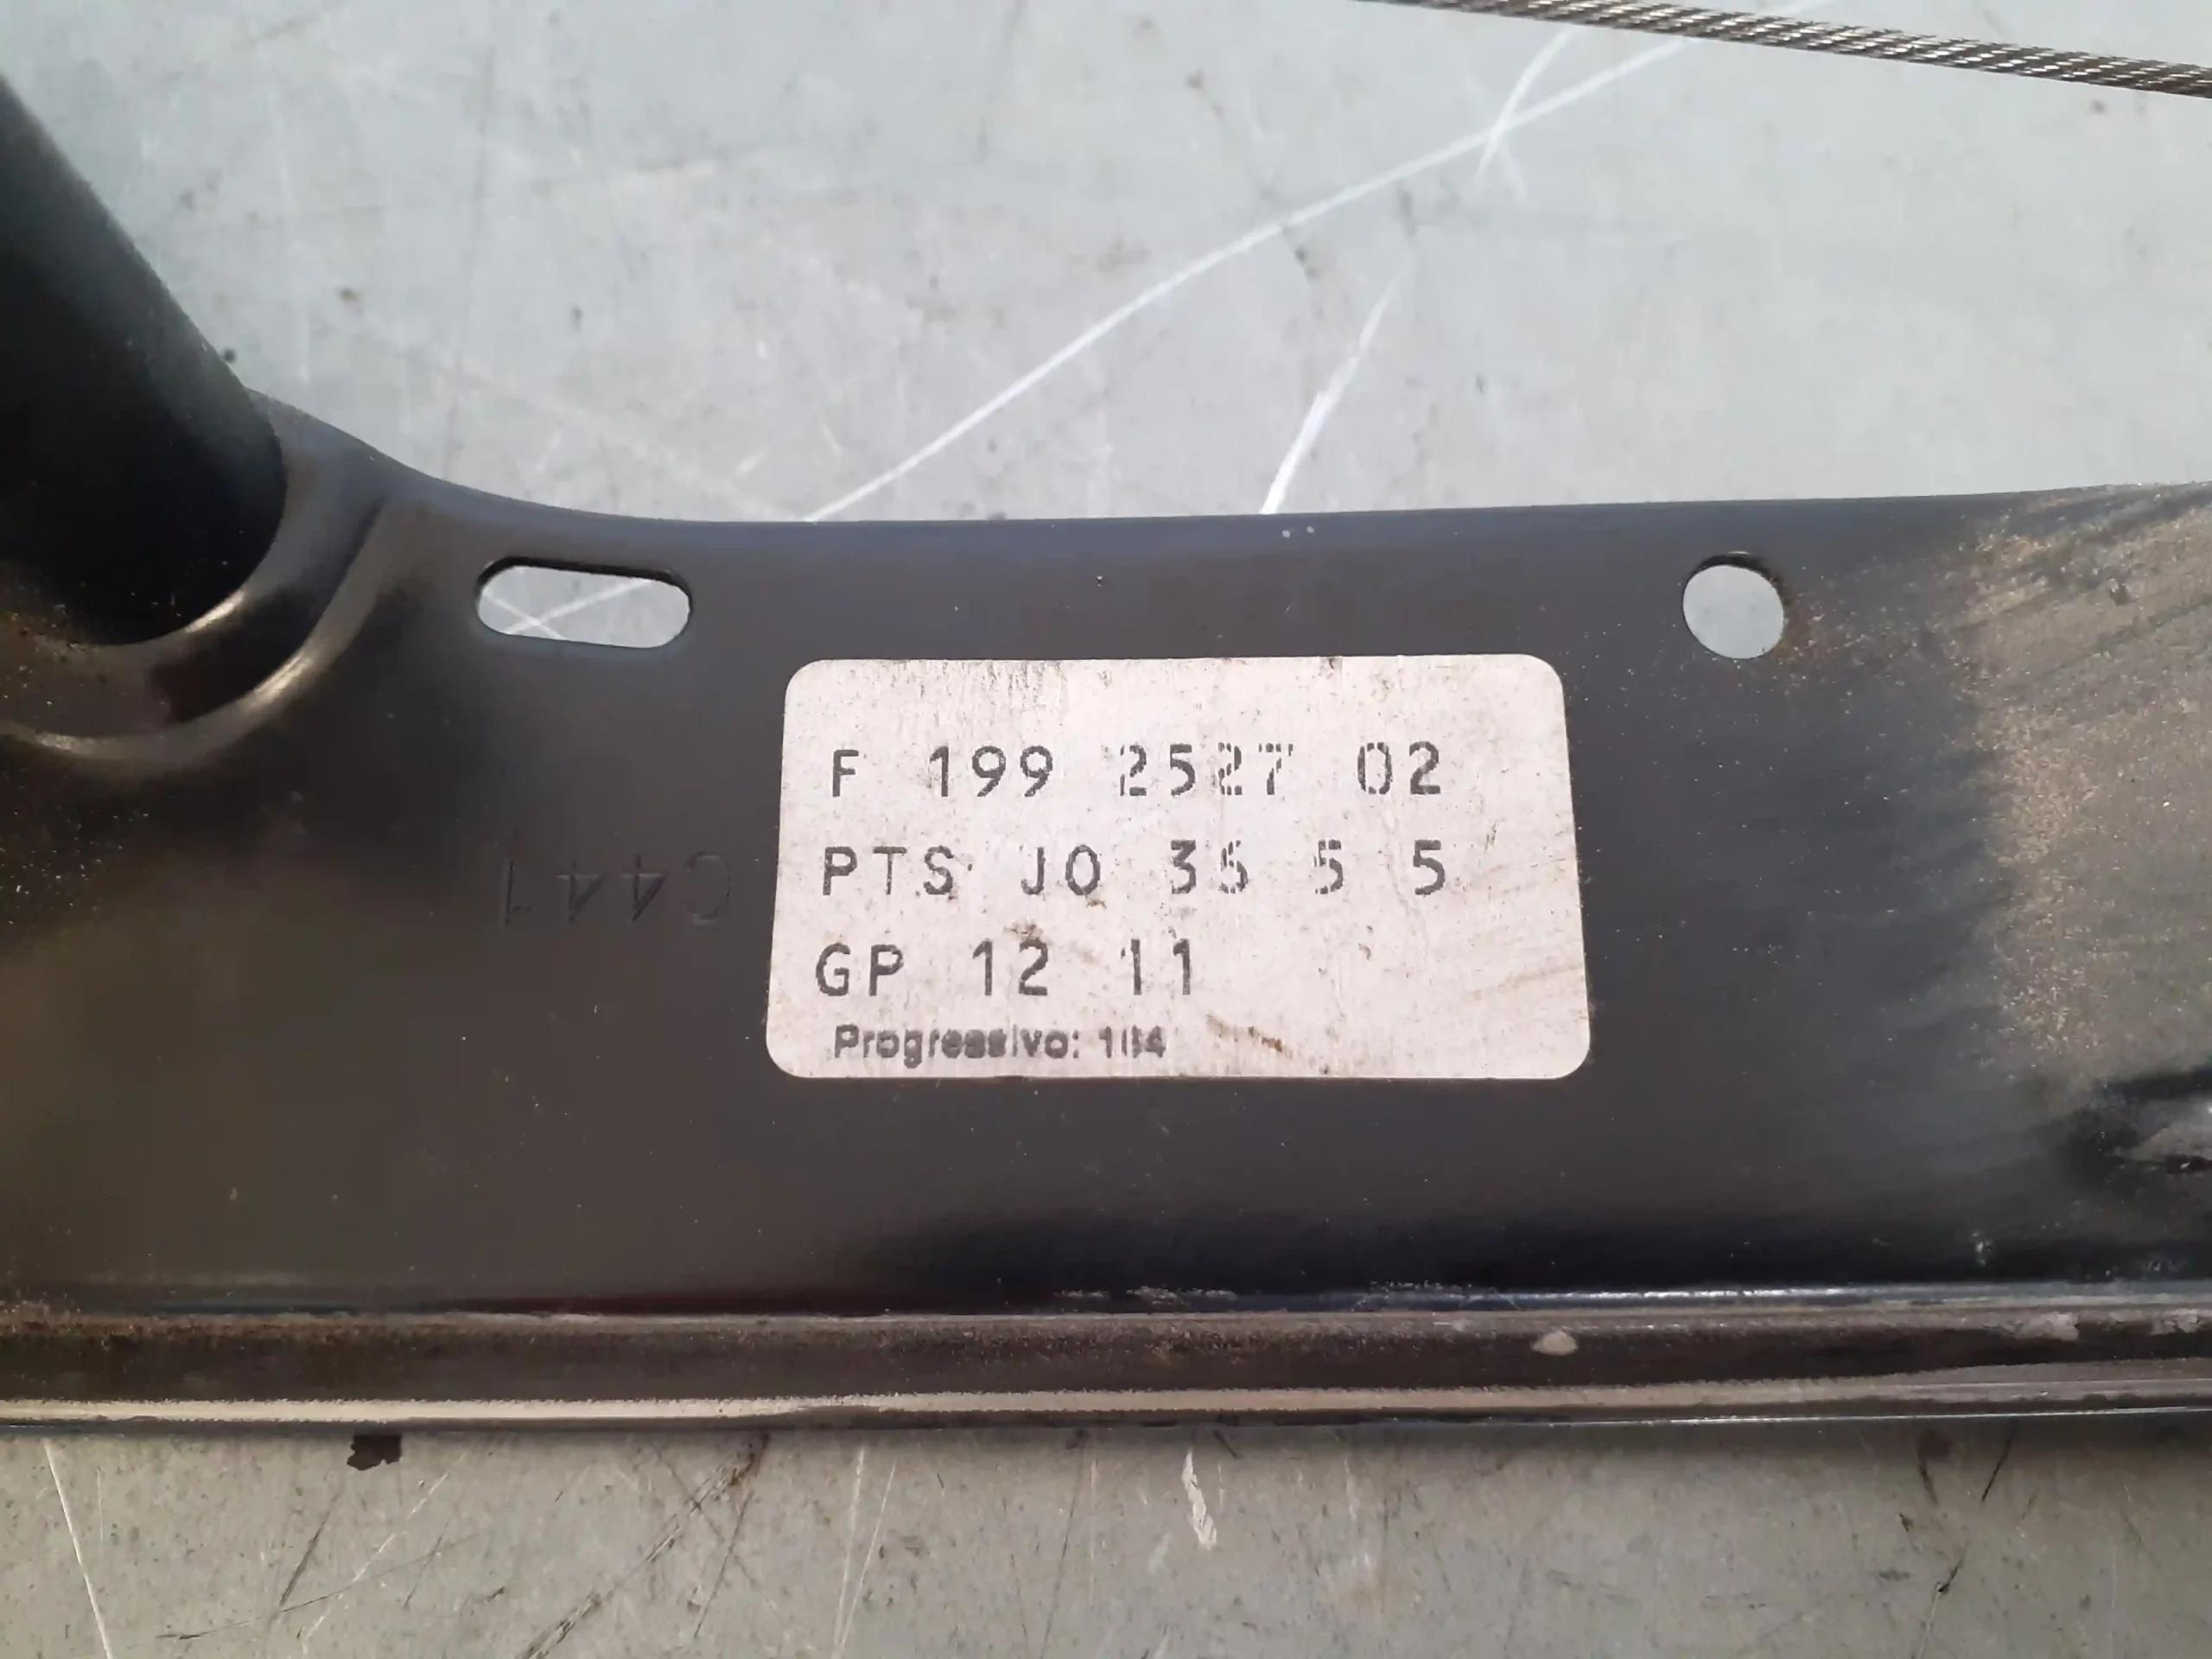 F 199 2527 02
PTS J0 35 5 5
GP 12 11
Progressivo: 104
C441